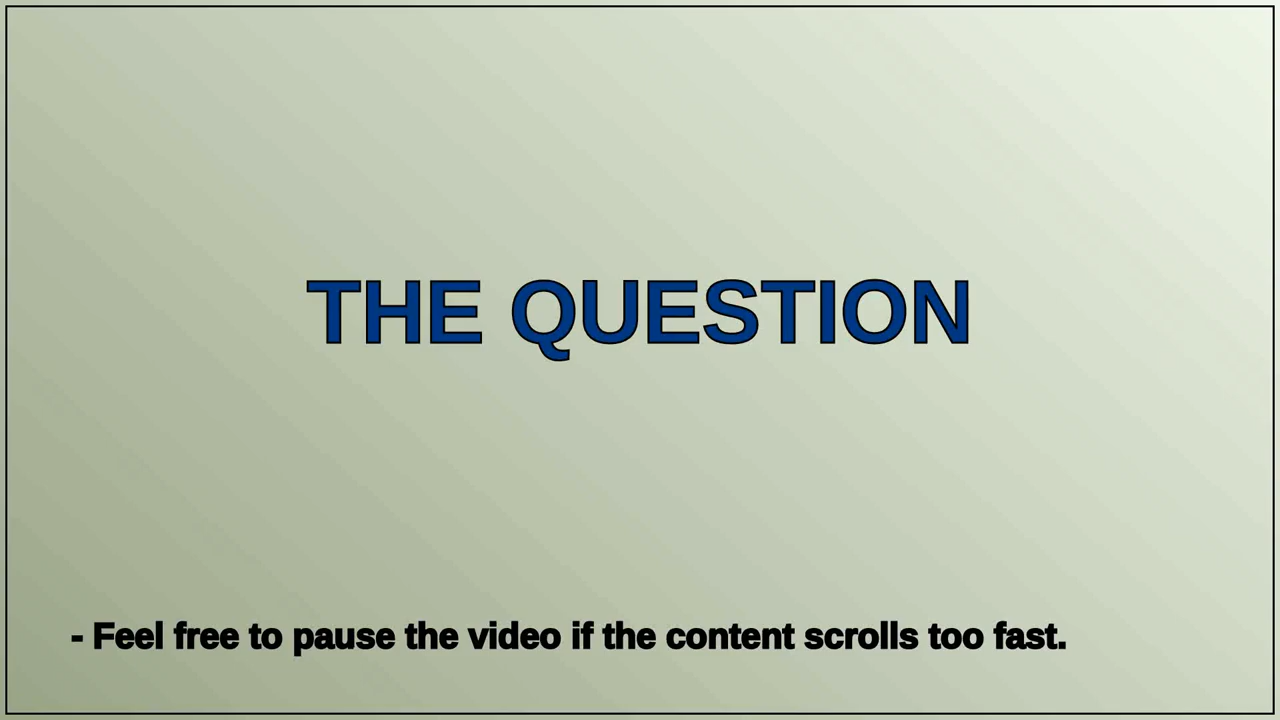 THE QUESTION
- Feel free to pause the video if the content scrolls too fast.